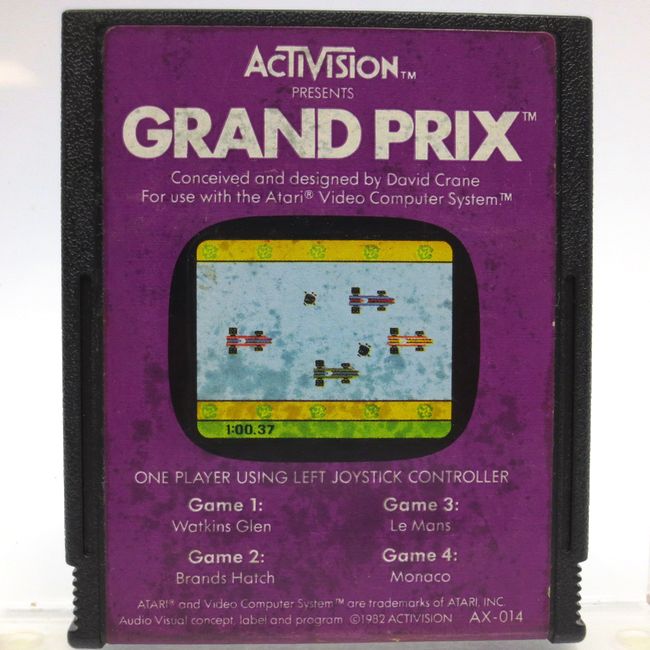 ACTIVISION™
PRESENTS
GRAND PRIX™
Conceived and designed by David Crane
For use with the Atari® Video Computer System.™
1:00.37
ONE PLAYER USING LEFT JOYSTICK CONTROLLER
Game 1:
Watkins Glen
Game 2:
Brands Hatch
Game 3:
Le Mans
Game 4:
Monaco
ATARI® and Video Computer System™ are trademarks of ATARI, INC.
Audio Visual concept, label and program ©1982 ACTIVISION AX-014